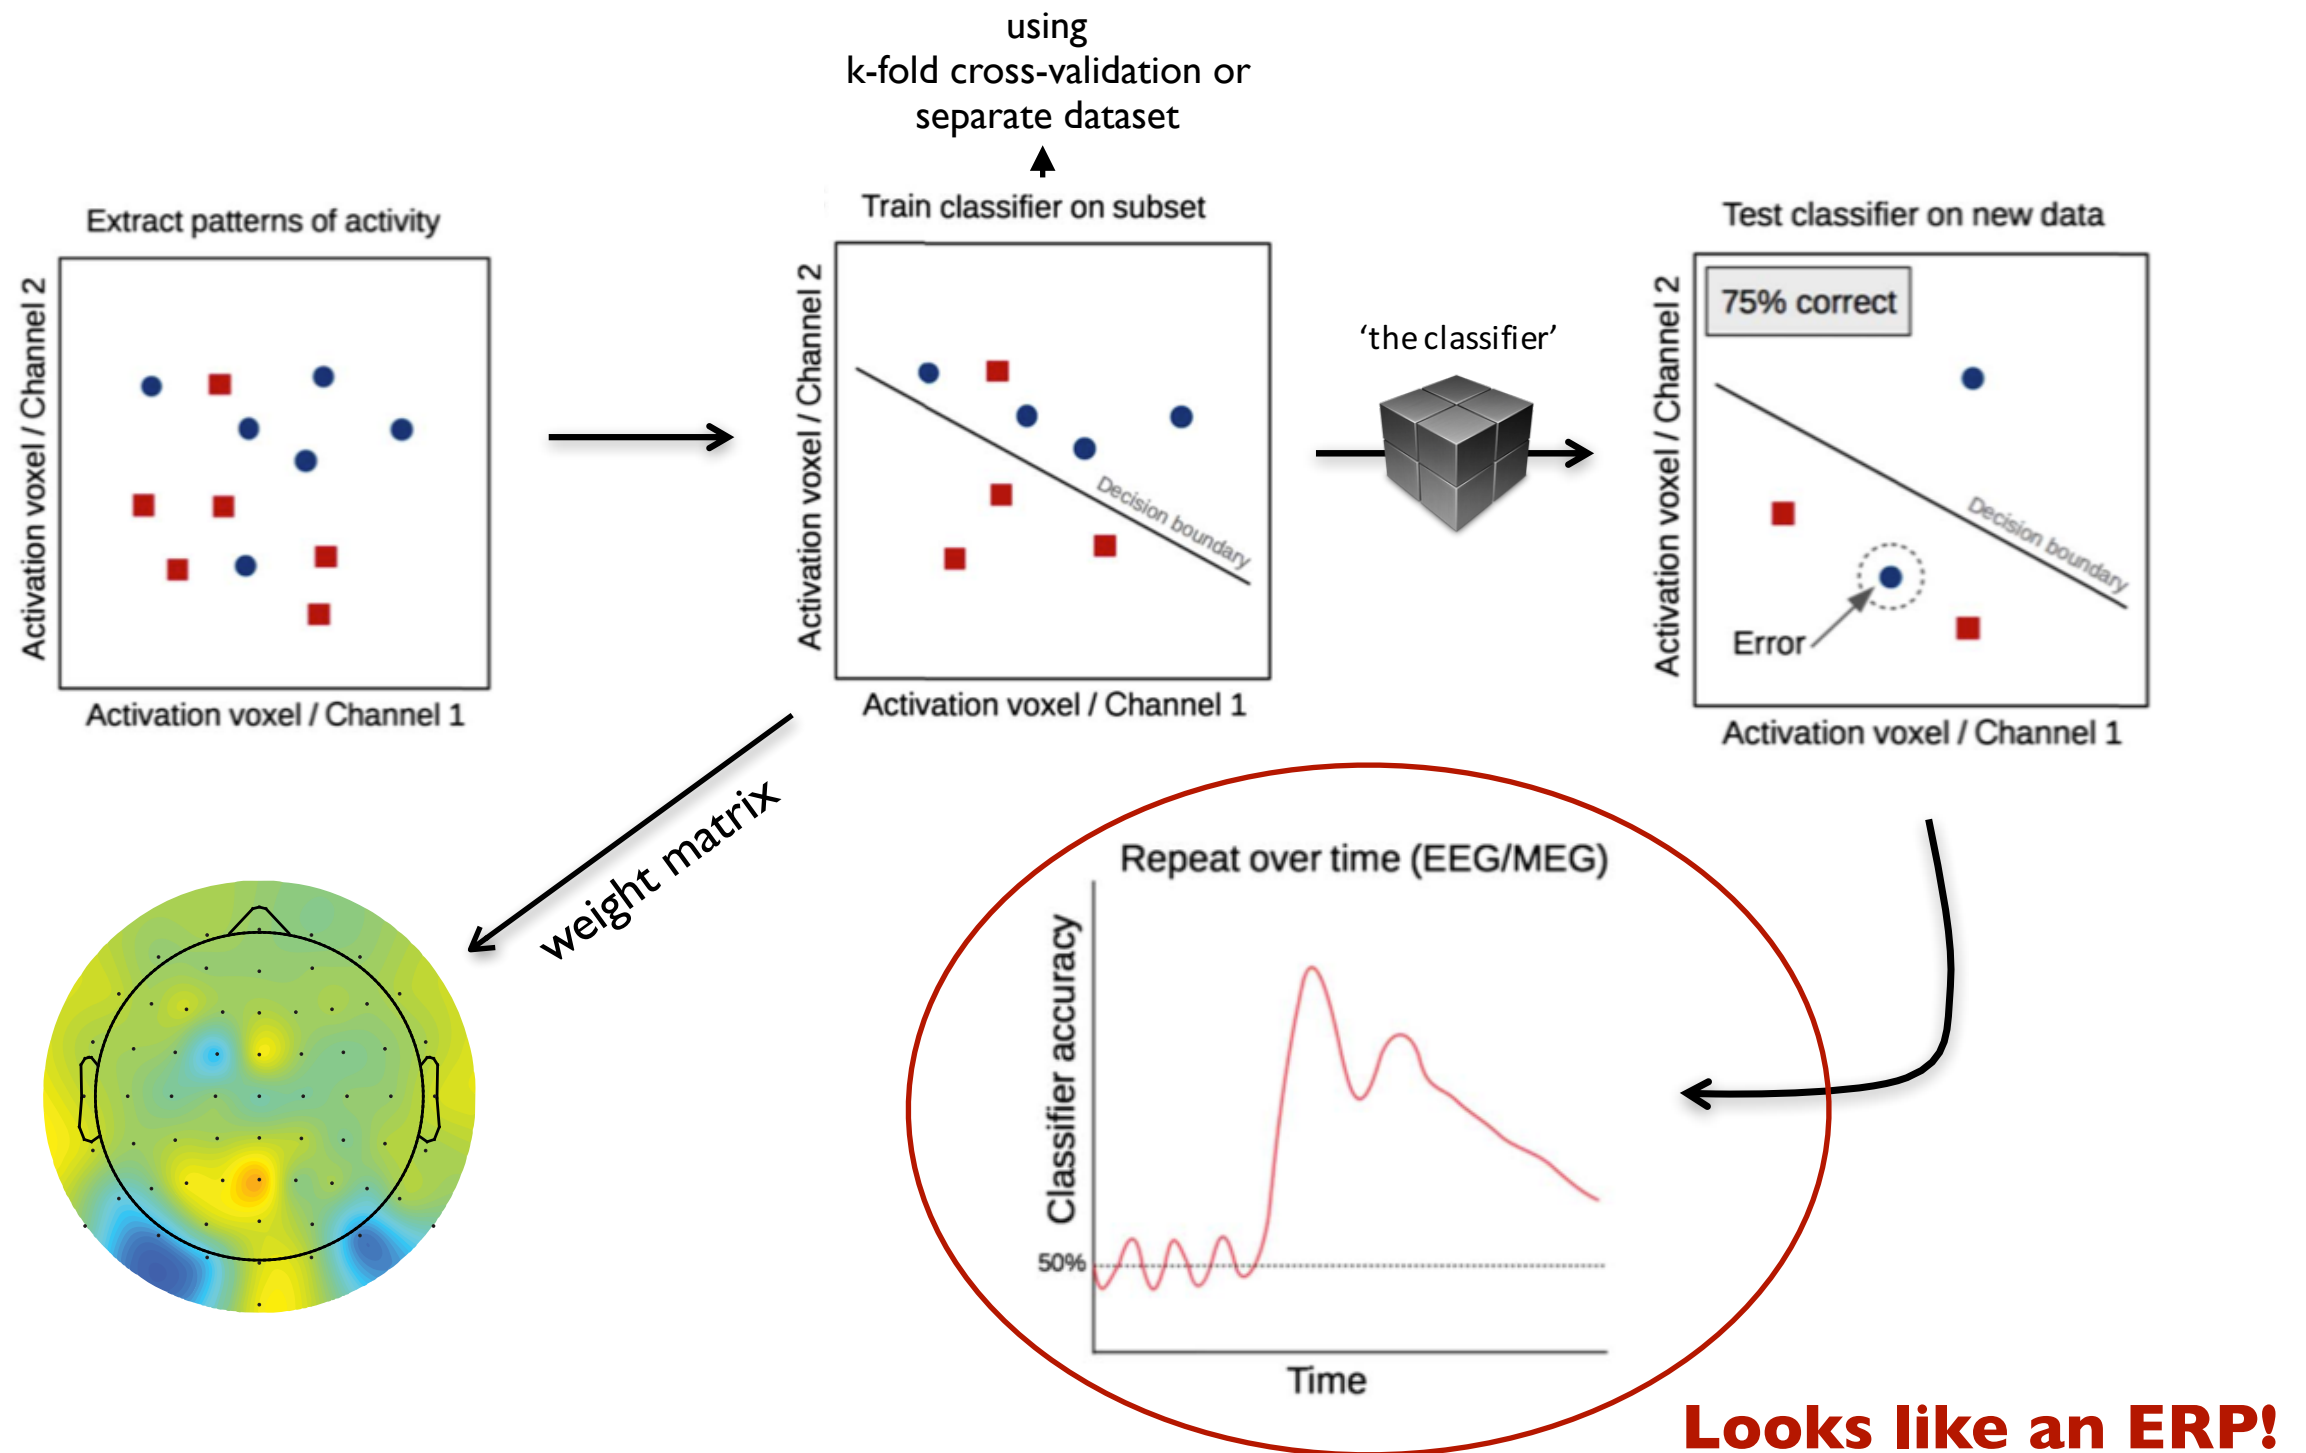 using
k-fold cross-validation or
separate dataset
Extract patterns of activity
Activation voxel / Channel 2
Activation voxel / Channel 1
Train classifier on subset
Activation voxel / Channel 2
Decision boundary
Activation voxel / Channel 1
‘the classifier’
Test classifier on new data
75% correct
Activation voxel / Channel 2
Decision boundary
Error
Activation voxel / Channel 1
weight matrix
Repeat over time (EEG/MEG)
Classifier accuracy
50%
Time
Looks like an ERP!